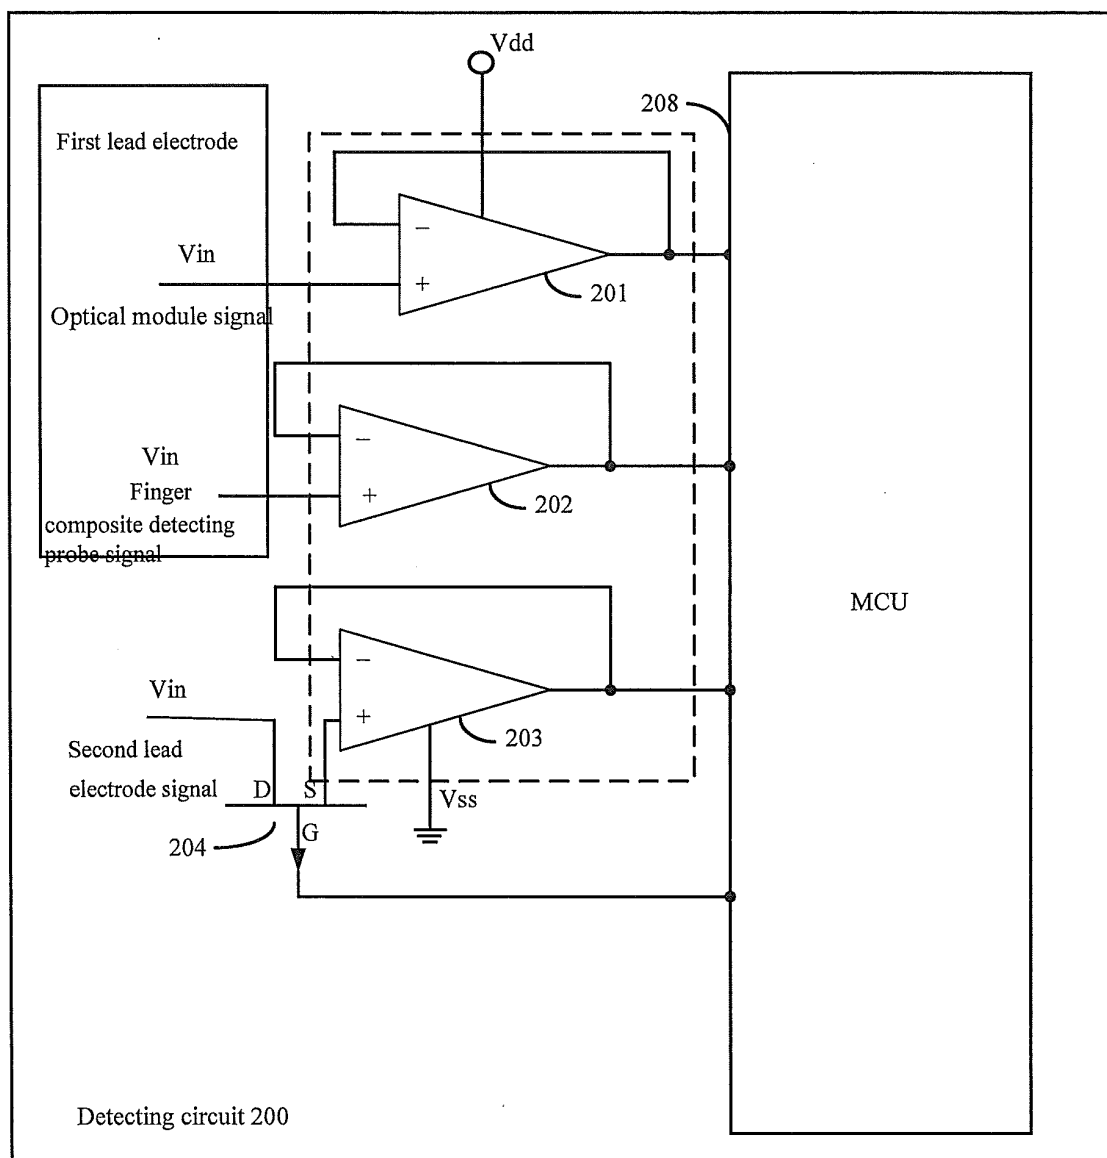 Vdd
208
First lead electrode
−
Vin
+
201
Optical module signal
−
Vin
Finger
+
202
composite detecting
probe signal
MCU
−
Vin
+
203
Second lead
electrode signal
D
S
Vss
G
204
Detecting circuit 200